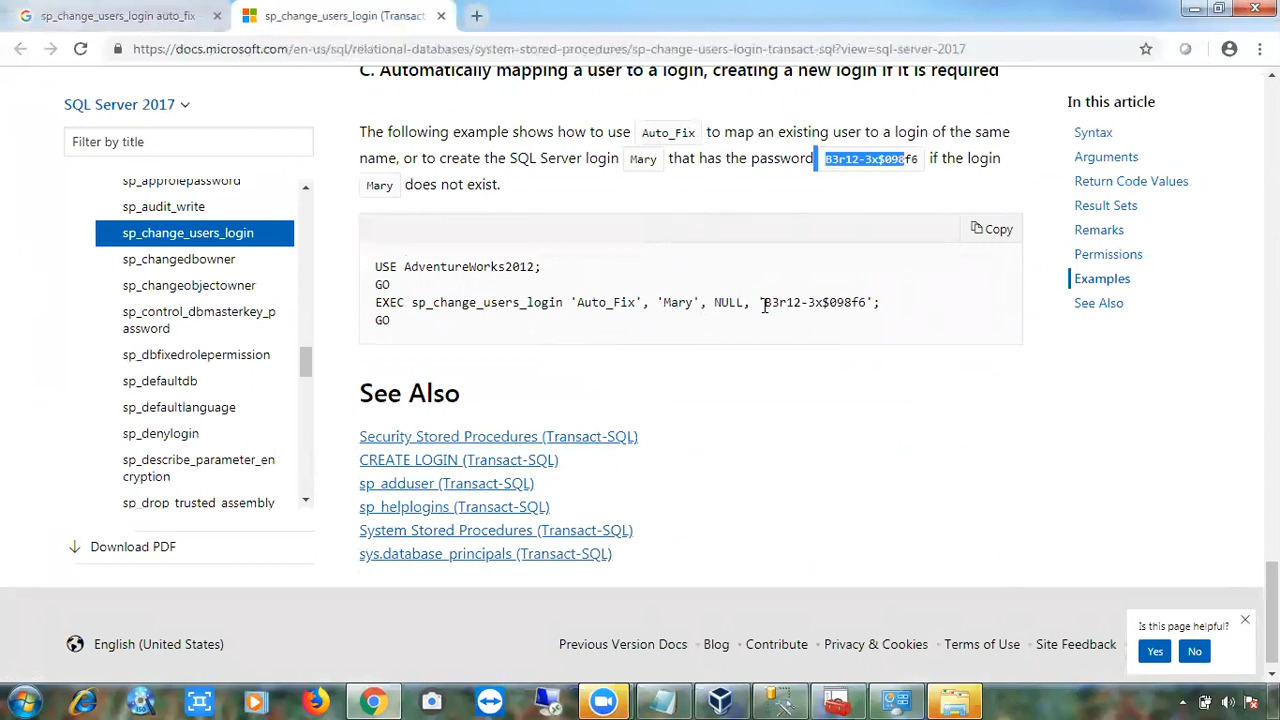 sp_change_users_login auto_fix
sp_change_users_login (Transact
https://docs.microsoft.com/en-us/sql/relational-databases/system-stored-procedures/sp-change-users-login-transact-sql?view=sql-server-2017
SQL Server 2017
Filter by title
sp_approlepassword
sp_audit_write
sp_change_users_login
sp_changedbowner
sp_changeobjectowner
sp_control_dbmasterkey_p
assword
sp_dbfixedrolepermission
sp_defaultdb
sp_defaultlanguage
sp_denylogin
sp_describe_parameter_en
cryption
sp_drop_trusted_assembly
Download PDF
C. Automatically mapping a user to a login, creating a new login if it is required
The following example shows how to use Auto_Fix to map an existing user to a login of the same
name, or to create the SQL Server login Mary that has the password B3r12-3x$098f6 if the login
Mary does not exist.
Copy
USE AdventureWorks2012;
GO
EXEC sp_change_users_login 'Auto_Fix', 'Mary', NULL, 'B3r12-3x$098f6';
GO
See Also
Security Stored Procedures (Transact-SQL)
CREATE LOGIN (Transact-SQL)
sp_adduser (Transact-SQL)
sp_helplogins (Transact-SQL)
System Stored Procedures (Transact-SQL)
sys.database_principals (Transact-SQL)
In this article
Syntax
Arguments
Return Code Values
Result Sets
Remarks
Permissions
Examples
See Also
Is this page helpful?
Yes No
English (United States)
Previous Version Docs Blog Contribute Privacy & Cookies Terms of Use Site Feedback